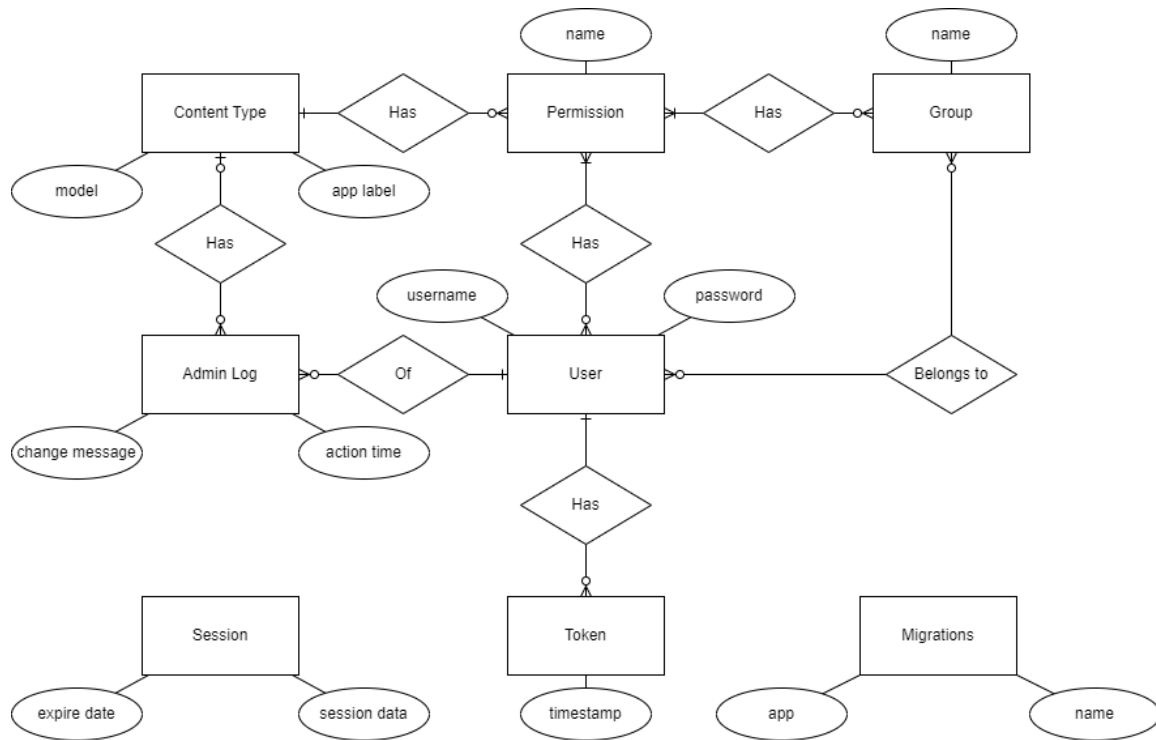 name
name
Content Type
Has
Permission
Has
Group
model
app label
Has
Has
username
password
Admin Log
Of
User
Belongs to
change message
action time
Has
Session
Token
Migrations
expire date
session data
timestamp
app
name